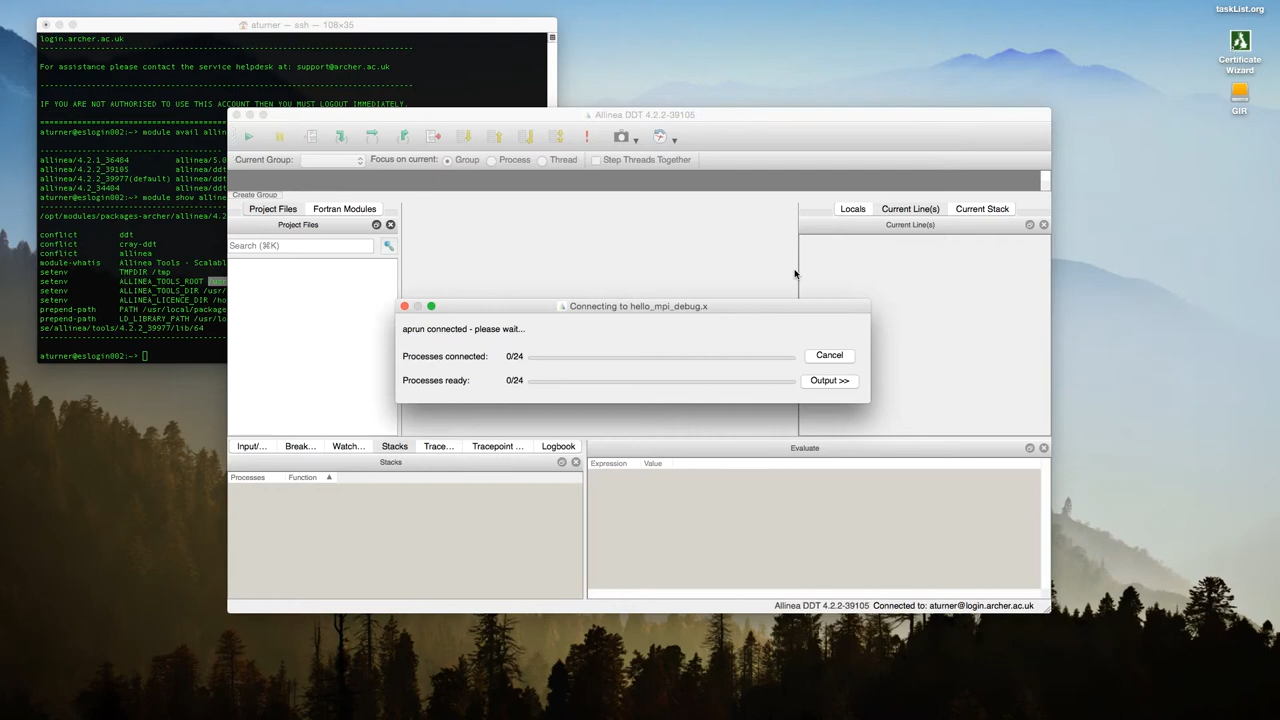 taskList.org
Certificate
Wizard
GIR
aturner — ssh — 108×35
login.archer.ac.uk
--------------------------------------------------------------------------------
For assistance please contact the service helpdesk at: support@archer.ac.uk
--------------------------------------------------------------------------------
IF YOU ARE NOT AUTHORISED TO USE THIS ACCOUNT THEN YOU MUST LOGOUT IMMEDIATELY.
aturner@eslogin002:~> module avail allin
allinea/4.2.1_36484 allinea/5.0
allinea/4.2.2_39105 allinea/ddt
allinea/4.2.2_39977(default) allinea/ddt
allinea/4.2_34404 allinea/ddt
aturner@eslogin002:~> module show alline
/opt/modules/packages-archer/allinea/4.2
conflict ddt
conflict cray-ddt
conflict allinea
module-whatis Allinea Tools - Scalabl
setenv TMPDIR /tmp
setenv ALLINEA_TOOLS_ROOT /usr
setenv ALLINEA_TOOLS_DIR /usr/
setenv ALLINEA_LICENCE_DIR /ho
prepend-path PATH /usr/local/package
prepend-path LD_LIBRARY_PATH /usr/lo
se/allinea/tools/4.2.2_39977/lib/64
aturner@eslogin002:~>
Allinea DDT 4.2.2-39105
Current Group:
Focus on current:
Group
Process
Thread
Step Threads Together
Create Group
Project Files
Fortran Modules
Locals
Current Line(s)
Current Stack
Project Files
Current Line(s)
Search (⌘K)
Connecting to hello_mpi_debug.x
aprun connected - please wait...
Processes connected: 0/24
Cancel
Processes ready: 0/24
Output >>
Input/...
Break...
Watch...
Stacks
Trace...
Tracepoint ...
Logbook
Evaluate
Stacks
Expression Value
Processes Function ▲
Allinea DDT 4.2.2-39105 Connected to: aturner@login.archer.ac.uk